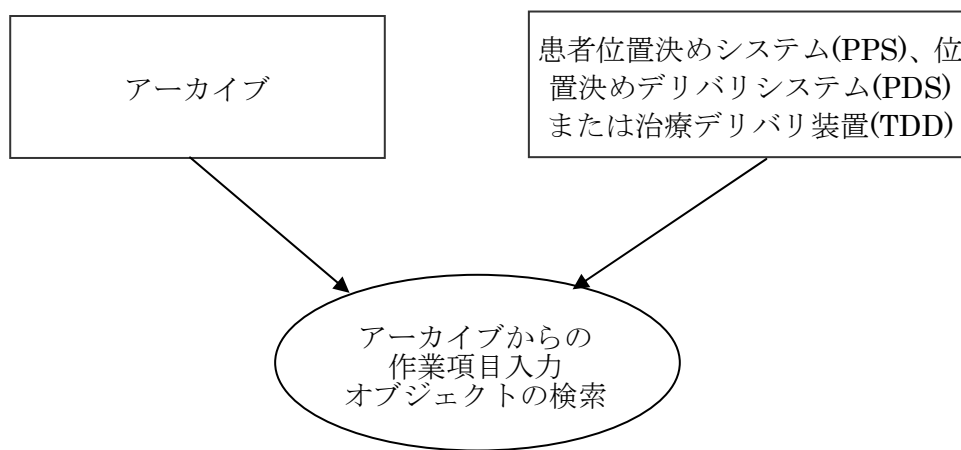 アーカイブ
患者位置決めシステム(PPS)、位
置決めデリバリシステム(PDS)
または治療デリバリ装置(TDD)
アーカイブからの
作業項目入力
オブジェクトの検索